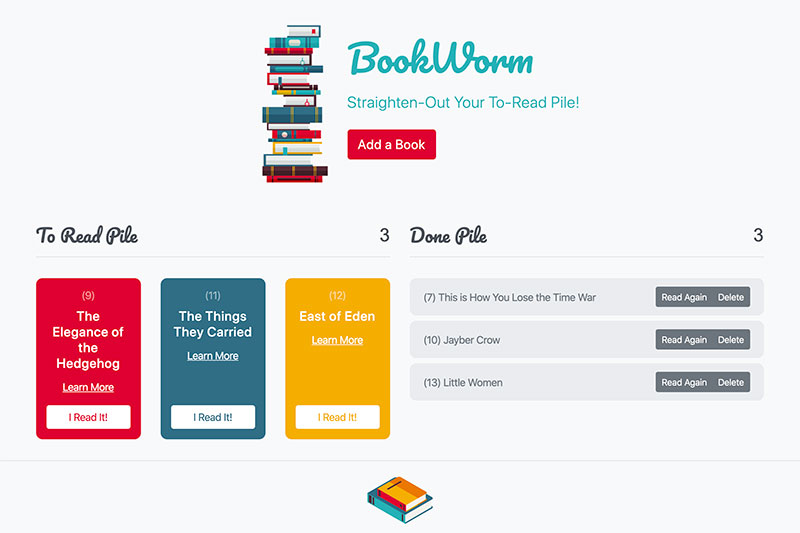 BookWorm
Straighten-Out Your To-Read Pile!
Add a Book
To Read Pile 3
(9)
The
Elegance of
the
Hedgehog
Learn More
I Read It!
(11)
The Things
They Carried
Learn More
I Read It!
(12)
East of Eden
Learn More
I Read It!
Done Pile 3
(7) This is How You Lose the Time War Read Again Delete
(10) Jayber Crow Read Again Delete
(13) Little Women Read Again Delete